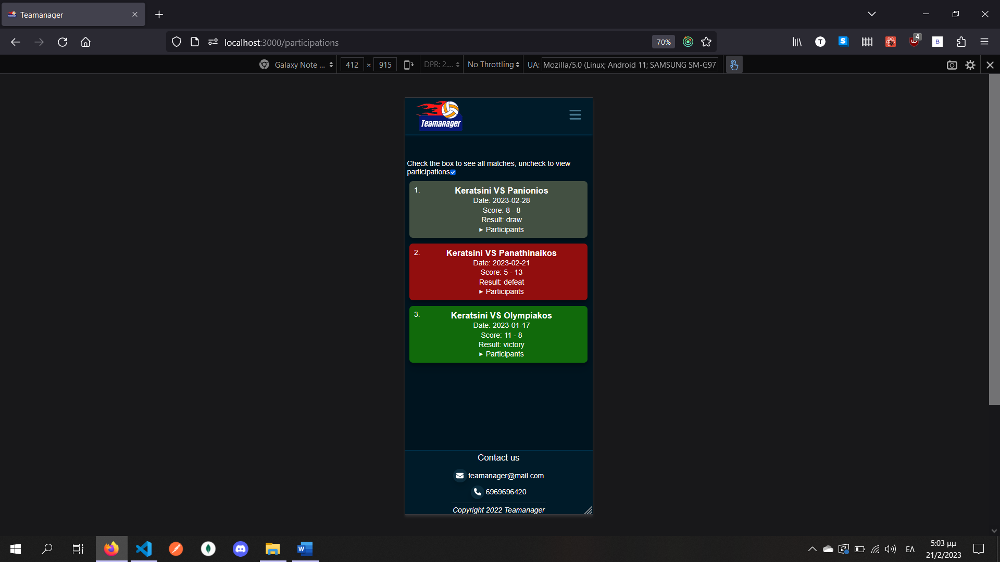 Teamanager
localhost:3000/participations
70%
4
Galaxy Note ...
412 × 915
DPR: 2....
No Throttling
UA: Mozilla/5.0 (Linux; Android 11; SAMSUNG SM-G97
Teamanager
Check the box to see all matches, uncheck to view
participations
1.
Keratsini VS Panionios
Date: 2023-02-28
Score: 8 - 8
Result: draw
▸ Participants
2.
Keratsini VS Panathinaikos
Date: 2023-02-21
Score: 5 - 13
Result: defeat
▸ Participants
3.
Keratsini VS Olympiakos
Date: 2023-01-17
Score: 11 - 8
Result: victory
▸ Participants
Contact us
teamanager@mail.com
6969696420
Copyright 2022 Teamanager
ΕΛ
5:03 μμ
21/2/2023